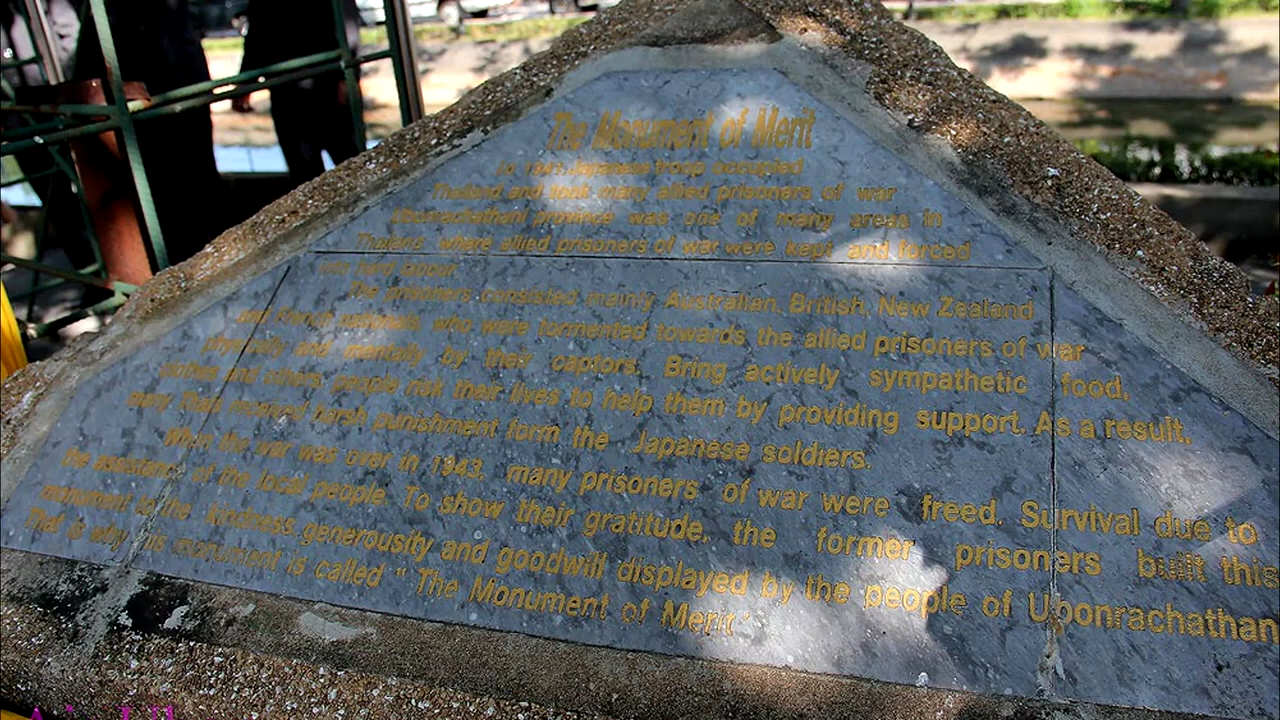 The Monument of Merit
In 1941 Japanese troop occupied
Thailand and took many allied prisoners of war
Ubonrachathani province was one of many areas in
Thailand where allied prisoners of war were kept and forced
into hard labour
The prisoners consisted mainly Australian, British, New Zealand
and French nationals, who were tormented towards the allied prisoners of war
physically and mentally by their captors. Bring actively sympathetic food,
clothes and others people risk their lives to help them by providing support. As a result,
many Thais received harsh punishment form the Japanese soldiers.
When the war was over in 1943, many prisoners of war were freed. Survival due to
the assistance of the local people. To show their gratitude, the former prisoners built this
monument to the kindness, generousity and goodwill displayed by the people of Ubonrachathan
That is why this monument is called " The Monument of Merit "